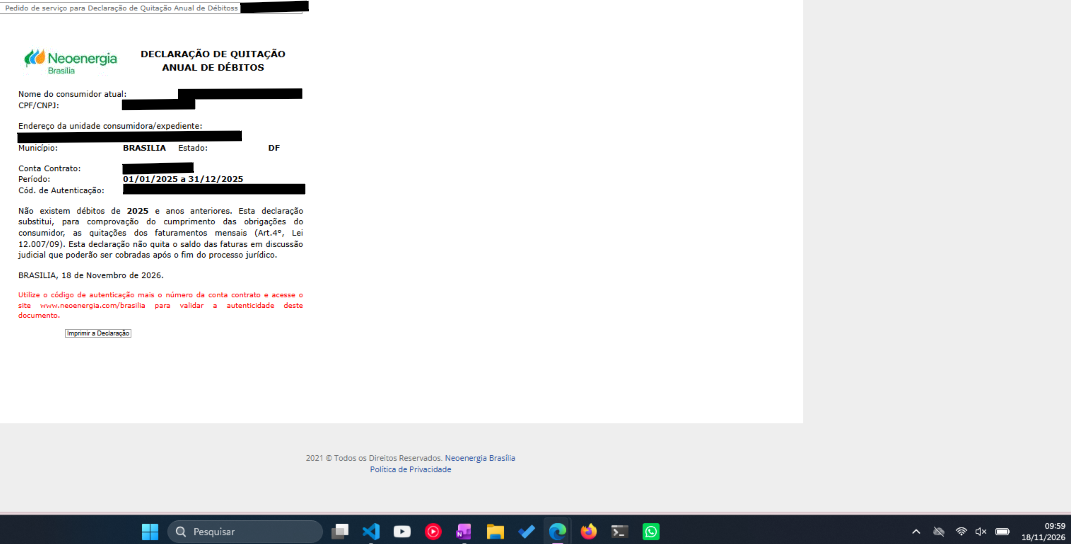 Pedido de serviço para Declaração de Quitação Anual de Débitoss
Neoenergia
Brasília
DECLARAÇÃO DE QUITAÇÃO
ANUAL DE DÉBITOS
Nome do consumidor atual:
CPF/CNPJ:
Endereço da unidade consumidora/expediente:
Município: BRASILIA Estado: DF
Conta Contrato:
Período: 01/01/2025 a 31/12/2025
Cód. de Autenticação:
Não existem débitos de 2025 e anos anteriores. Esta declaração
substitui, para comprovação do cumprimento das obrigações do
consumidor, as quitações dos faturamentos mensais (Art.4°, Lei
12.007/09). Esta declaração não quita o saldo das faturas em discussão
judicial que poderão ser cobradas após o fim do processo jurídico.
BRASILIA, 18 de Novembro de 2026.
Utilize o código de autenticação mais o número da conta contrato e acesse o
site www.neoenergia.com/brasilia para validar a autenticidade deste
documento.
Imprimir a Declaração
2021 © Todos os Direitos Reservados. Neoenergia Brasília
Política de Privacidade
Pesquisar
09:59
18/11/2026